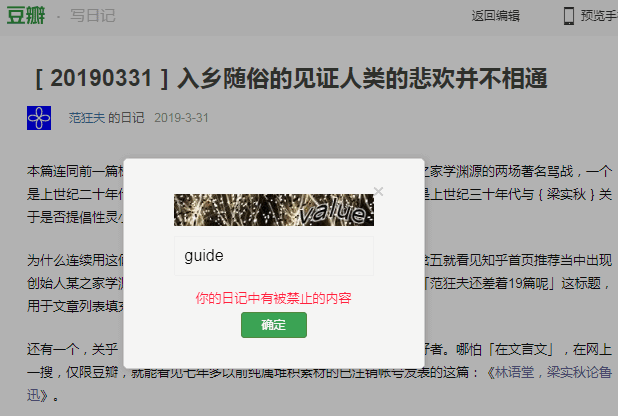 豆瓣 · 写日记 返回编辑 预览手
[ 20190331 ] 入乡随俗的见证人类的悲欢并不相通
范狂夫 的日记 2019-3-31
本篇连同前一篇 之家学渊源的两场著名骂战，一个
是上世纪二十年代 是上世纪三十年代与｛梁实秋｝关
于是否提倡性灵
value
guide
为什么连续用这 五就看见知乎首页推荐当中出现
创始人某之家学 「范狂夫还差着19篇呢」这标题，
用于文章列表填充
你的日记中有被禁止的内容
确定
还有一个，关乎 好者。哪怕「在文言文」，在网上
一搜，仅限豆瓣，就能看见七年多以前纯属堆积素材的已注销帐号发表的这篇：《林语堂，梁实秋论鲁
迅》。